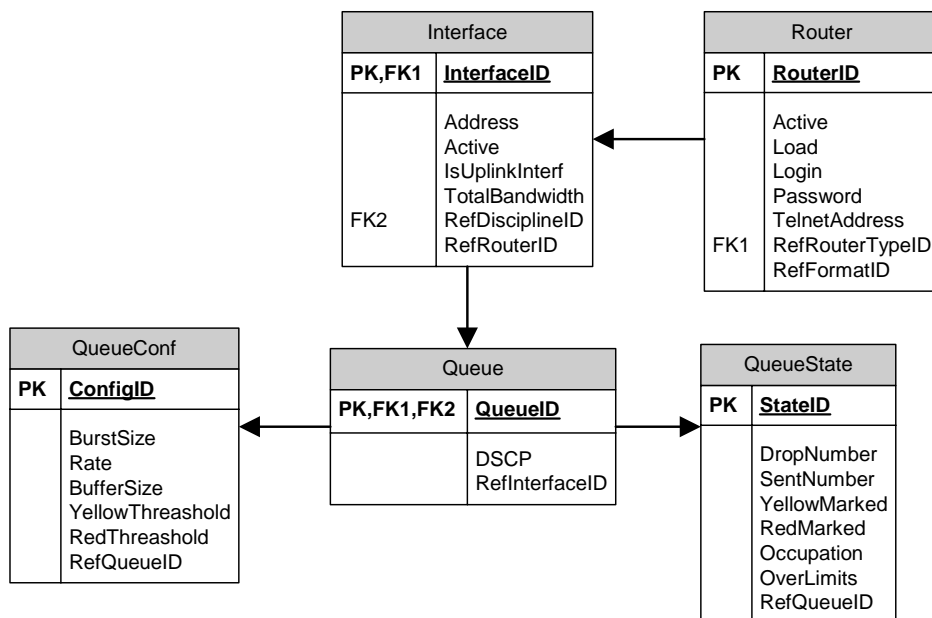 Interface
PK,FK1 InterfaceID
Address
Active
IsUplinkInterf
TotalBandwidth
FK2 RefDisciplineID
RefRouterID
Router
PK RouterID
Active
Load
Login
Password
TelnetAddress
FK1 RefRouterTypeID
RefFormatID
QueueConf
PK ConfigID
BurstSize
Rate
BufferSize
YellowThreashold
RedThreashold
RefQueueID
Queue
PK,FK1,FK2 QueueID
DSCP
RefInterfaceID
QueueState
PK StateID
DropNumber
SentNumber
YellowMarked
RedMarked
Occupation
OverLimits
RefQueueID